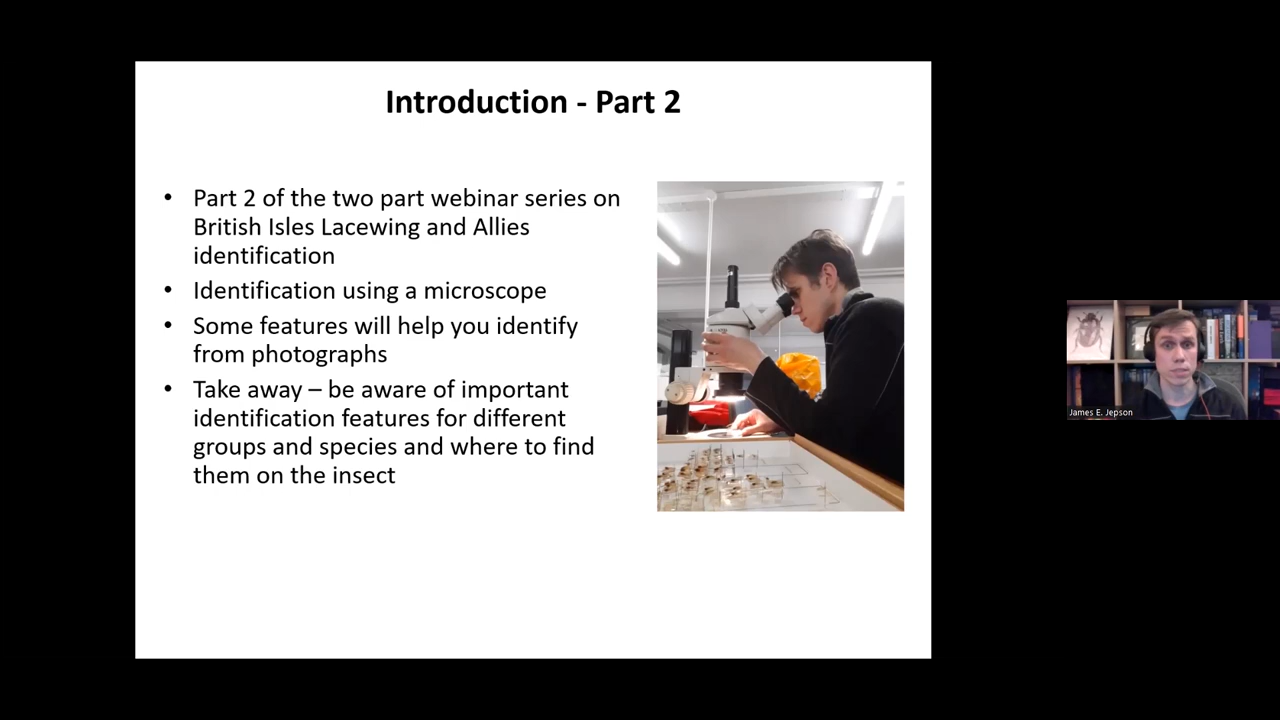 Introduction - Part 2
• Part 2 of the two part webinar series on
British Isles Lacewing and Allies
identification
• Identification using a microscope
• Some features will help you identify
from photographs
• Take away – be aware of important
identification features for different
groups and species and where to find
them on the insect
James E. Jepson